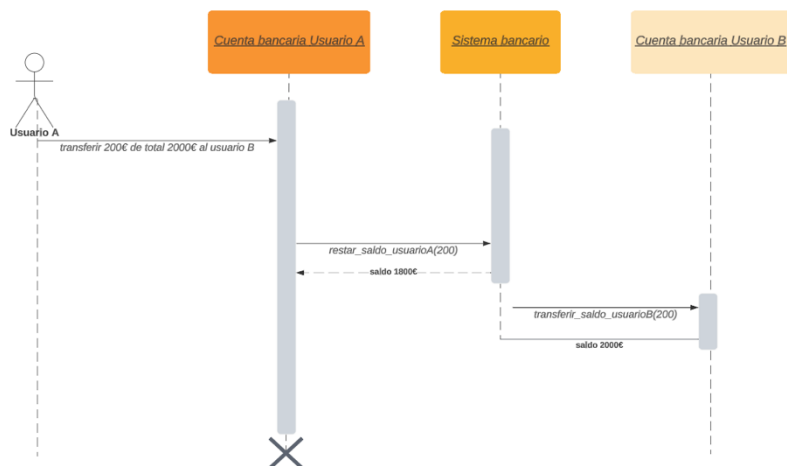 Cuenta bancaria Usuario A
Sistema bancario
Cuenta bancaria Usuario B
Usuario A
transferir 200€ de total 2000€ al usuario B
restar_saldo_usuarioA(200)
saldo 1800€
transferir_saldo_usuarioB(200)
saldo 2000€